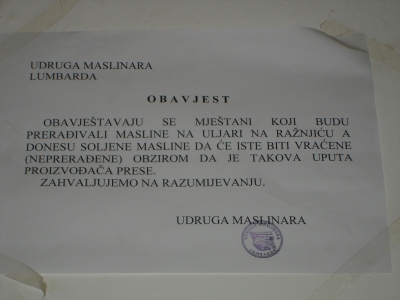 UDRUGA MASLINARA
LUMBARDA
OBAVJEST
OBAVJEŠTAVAJU SE MJEŠTANI KOJI BUDU
PRERAĐIVALI MASLINE NA ULJARI NA RAŽNJIĆU A
DONESU SOLJENE MASLINE DA ĆE ISTE BITI VRAĆENE
(NEPRERAĐENE) OBZIROM DA JE TAKOVA UPUTA
PROIZVOĐAČA PRESE.
ZAHVALJUJEMO NA RAZUMIJEVANJU.
UDRUGA MASLINARA
LUMBARDA